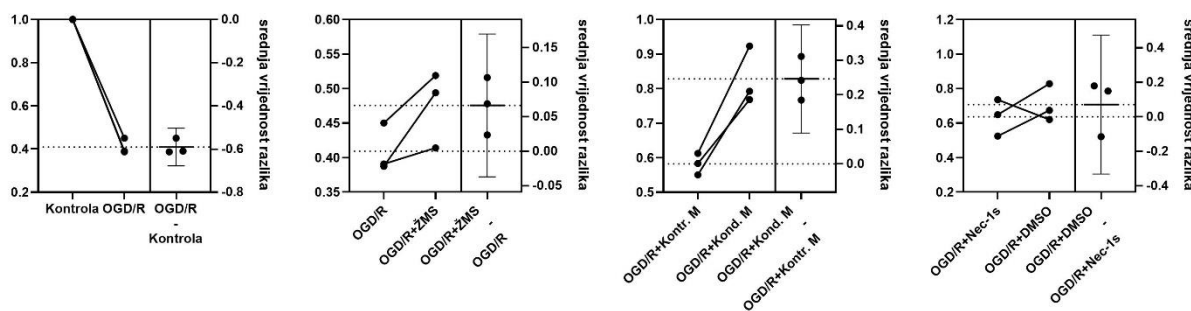 1.0
0.8
0.6
0.4
0.2
0.0
-0.2
-0.4
-0.6
-0.8
srednja vrijednost razlika
Kontrola OGD/R
OGD/R
-
Kontrola
0.60
0.55
0.50
0.45
0.40
0.35
0.15
0.10
0.05
0.00
-0.05
srednja vrijednost razlika
OGD/R
OGD/R+ŽMS
OGD/R+ŽMS
-
OGD/R
1.0
0.9
0.8
0.7
0.6
0.5
0.4
0.3
0.2
0.1
0.0
srednja vrijednost razlika
OGD/R+Kontr. M
OGD/R+Kond. M
OGD/R+Kond. M
-
OGD/R+Kontr. M
1.2
1.0
0.8
0.6
0.4
0.2
0.4
0.2
0.0
-0.2
-0.4
srednja vrijednost razlika
OGD/R+Nec-1s
OGD/R+DMSO
OGD/R+DMSO
-
OGD/R+Nec-1s